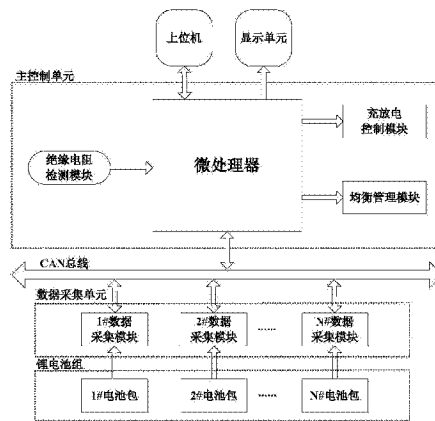 上位机
显示单元
主控制单元
绝缘电阻
检测模块
微处理器
充放电
控制模块
均衡管理模块
CAN总线
数据采集单元
1#数据
采集模块
2#数据
采集模块
......
N#数据
采集模块
锂电池组
1#电池包
2#电池包
......
N#电池包